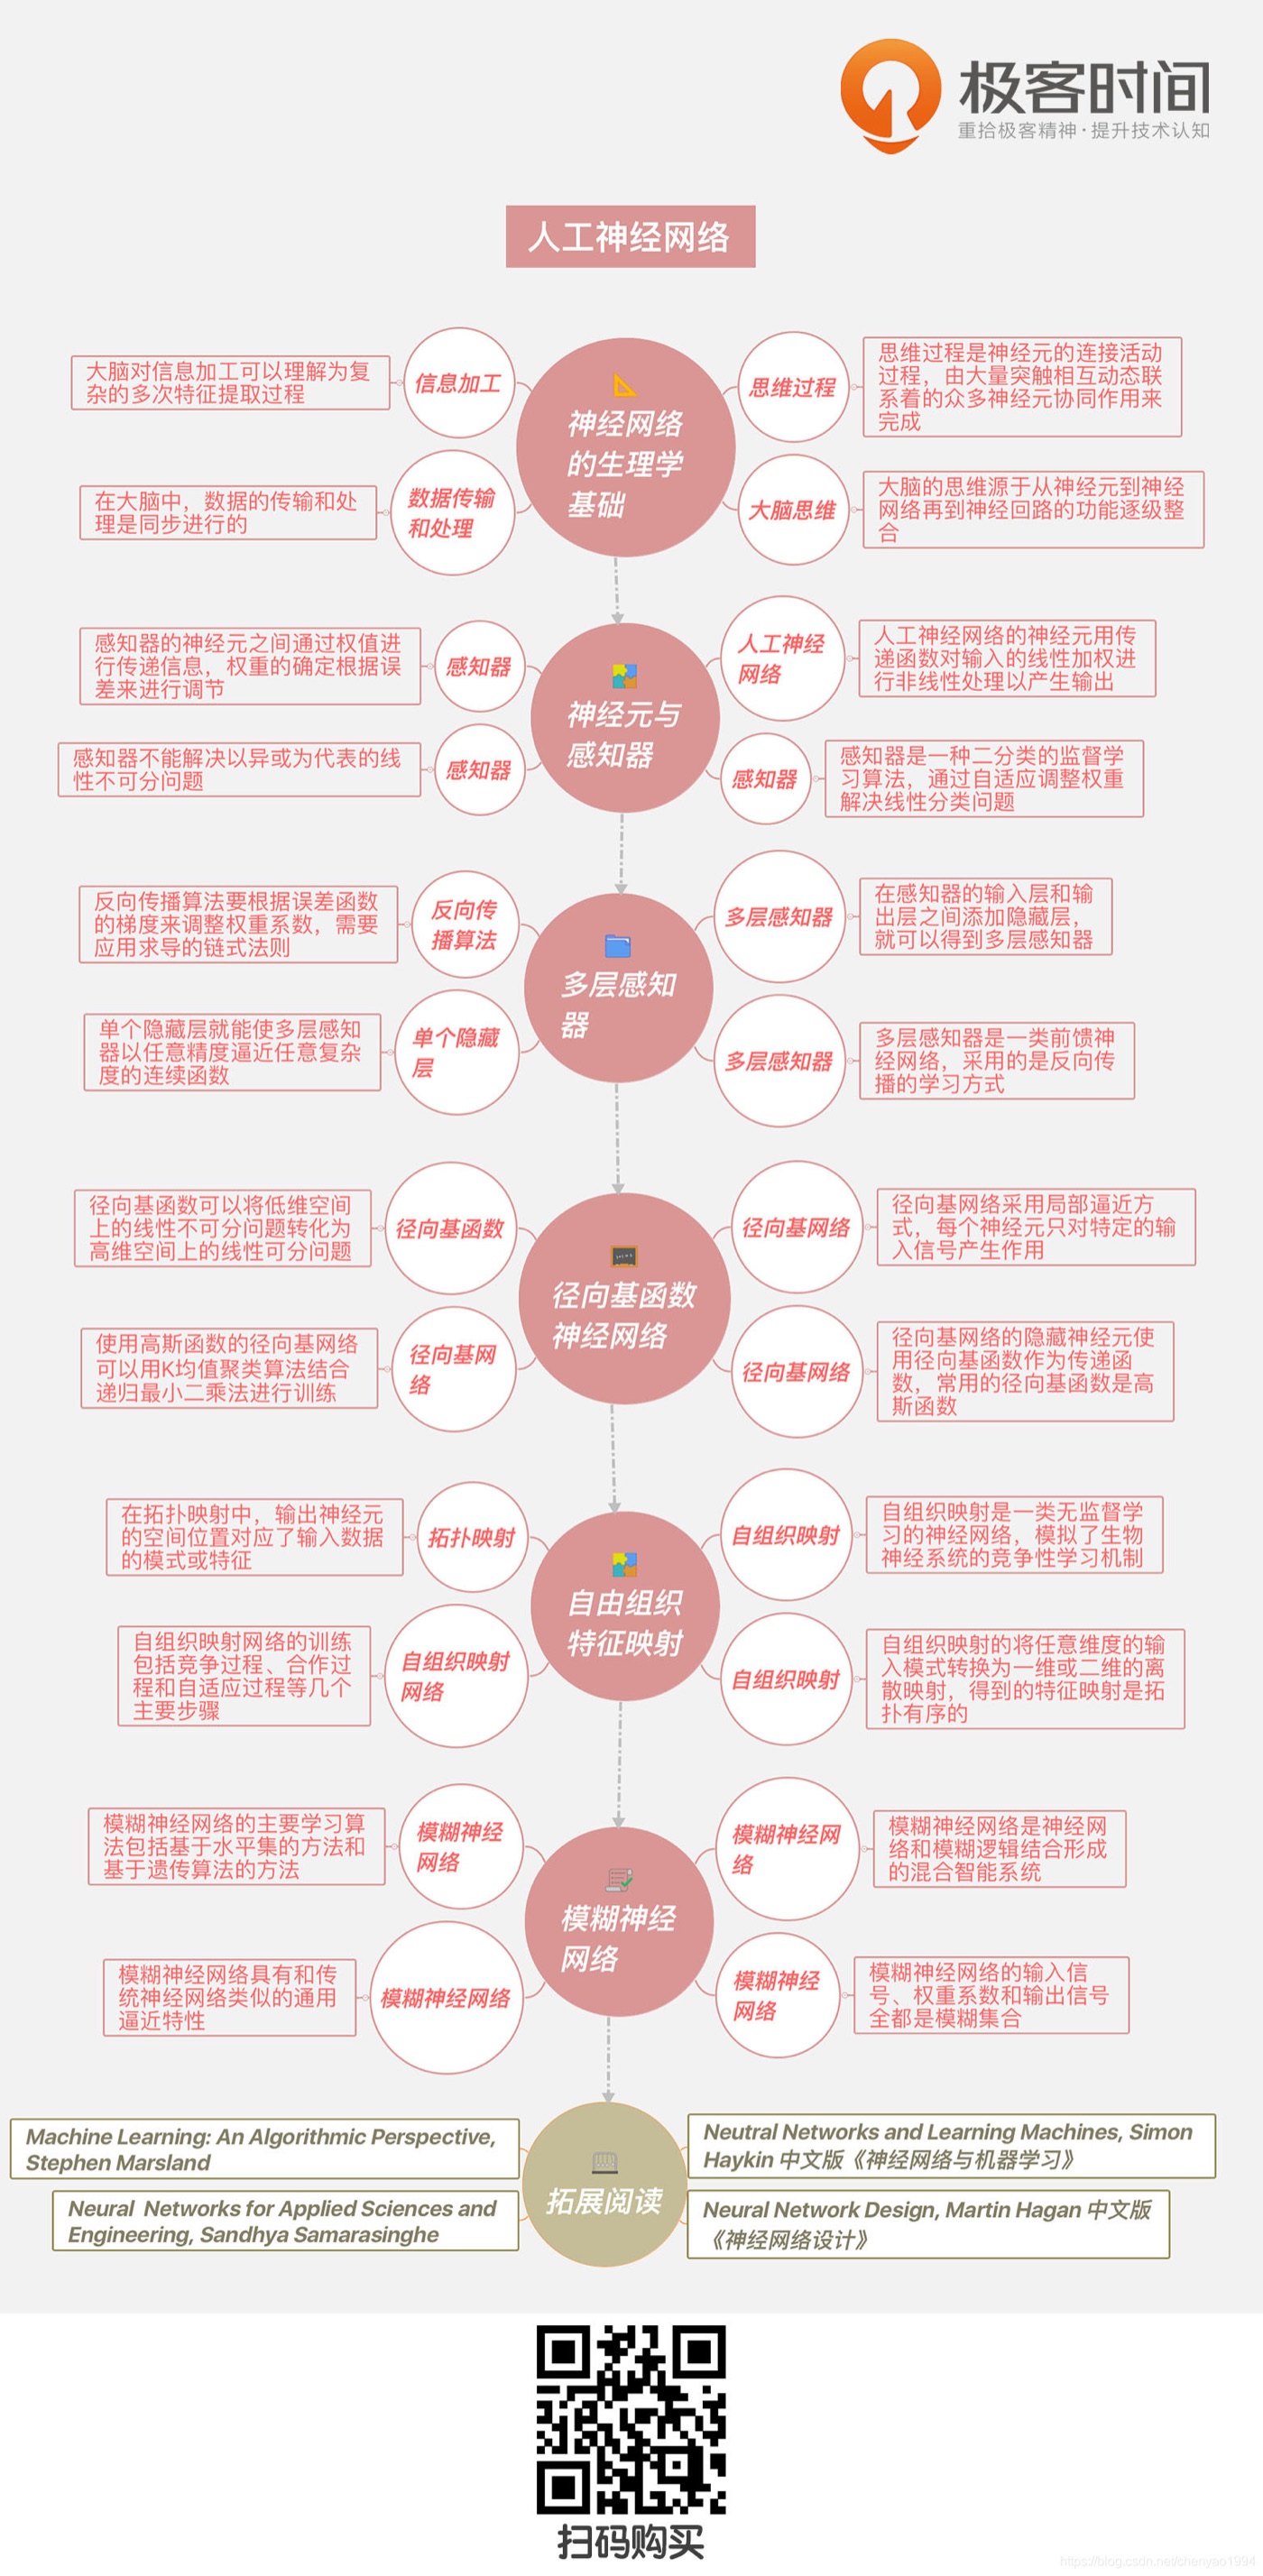 极客时间
重拾极客精神·提升技术认知
人工神经网络
神经网络
的生理学
基础
信息加工
大脑对信息加工可以理解为复
杂的多次特征提取过程
数据传输
和处理
在大脑中，数据的传输和处
理是同步进行的
思维过程
思维过程是神经元的连接活动
过程，由大量突触相互动态联
系着的众多神经元协同作用来
完成
大脑思维
大脑的思维源于从神经元到神经
网络再到神经回路的功能逐级整
合
神经元与
感知器
感知器
感知器的神经元之间通过权值进
行传递信息，权重的确定根据误
差来进行调节
感知器
感知器不能解决以异或为代表的线
性不可分问题
人工神经
网络
人工神经网络的神经元用传
递函数对输入的线性加权进
行非线性处理以产生输出
感知器
感知器是一种二分类的监督学
习算法，通过自适应调整权重
解决线性分类问题
多层感知
器
反向传
播算法
反向传播算法要根据误差函数
的梯度来调整权重系数，需要
应用求导的链式法则
单个隐藏
层
单个隐藏层就能使多层感知
器以任意精度逼近任意复杂
度的连续函数
多层感知器
在感知器的输入层和输
出层之间添加隐藏层，
就可以得到多层感知器
多层感知器
多层感知器是一类前馈神
经网络，采用的是反向传
播的学习方式
径向基函数
神经网络
径向基函数
径向基函数可以将低维空间
上的线性不可分问题转化为
高维空间上的线性可分问题
径向基网
络
使用高斯函数的径向基网络
可以用K均值聚类算法结合
递归最小二乘法进行训练
径向基网络
径向基网络采用局部逼近方
式，每个神经元只对特定的输
入信号产生作用
径向基网络
径向基网络的隐藏神经元使
用径向基函数作为传递函
数，常用的径向基函数是高
斯函数
自由组织
特征映射
拓扑映射
在拓扑映射中，输出神经元
的空间位置对应了输入数据
的模式或特征
自组织映射
网络
自组织映射网络的训练
包括竞争过程、合作过
程和自适应过程等几个
主要步骤
自组织映射
自组织映射是一类无监督学
习的神经网络，模拟了生物
神经系统的竞争性学习机制
自组织映射
自组织映射的将任意维度的输
入模式转换为一维或二维的离
散映射，得到的特征映射是拓
扑有序的
模糊神经
网络
模糊神经
网络
模糊神经网络的主要学习算
法包括基于水平集的方法和
基于遗传算法的方法
模糊神经网络
模糊神经网络具有和传
统神经网络类似的通用
逼近特性
模糊神经网
络
模糊神经网络是神经网
络和模糊逻辑结合形成
的混合智能系统
模糊神经
网络
模糊神经网络的输入信
号、权重系数和输出信号
全都是模糊集合
拓展阅读
Machine Learning: An Algorithmic Perspective,
Stephen Marsland
Neural Networks for Applied Sciences and
Engineering, Sandhya Samarasinghe
Neutral Networks and Learning Machines, Simon
Haykin 中文版《神经网络与机器学习》
Neural Network Design, Martin Hagan 中文版
《神经网络设计》
扫码购买
https://blog.csdn.net/chenyao1994